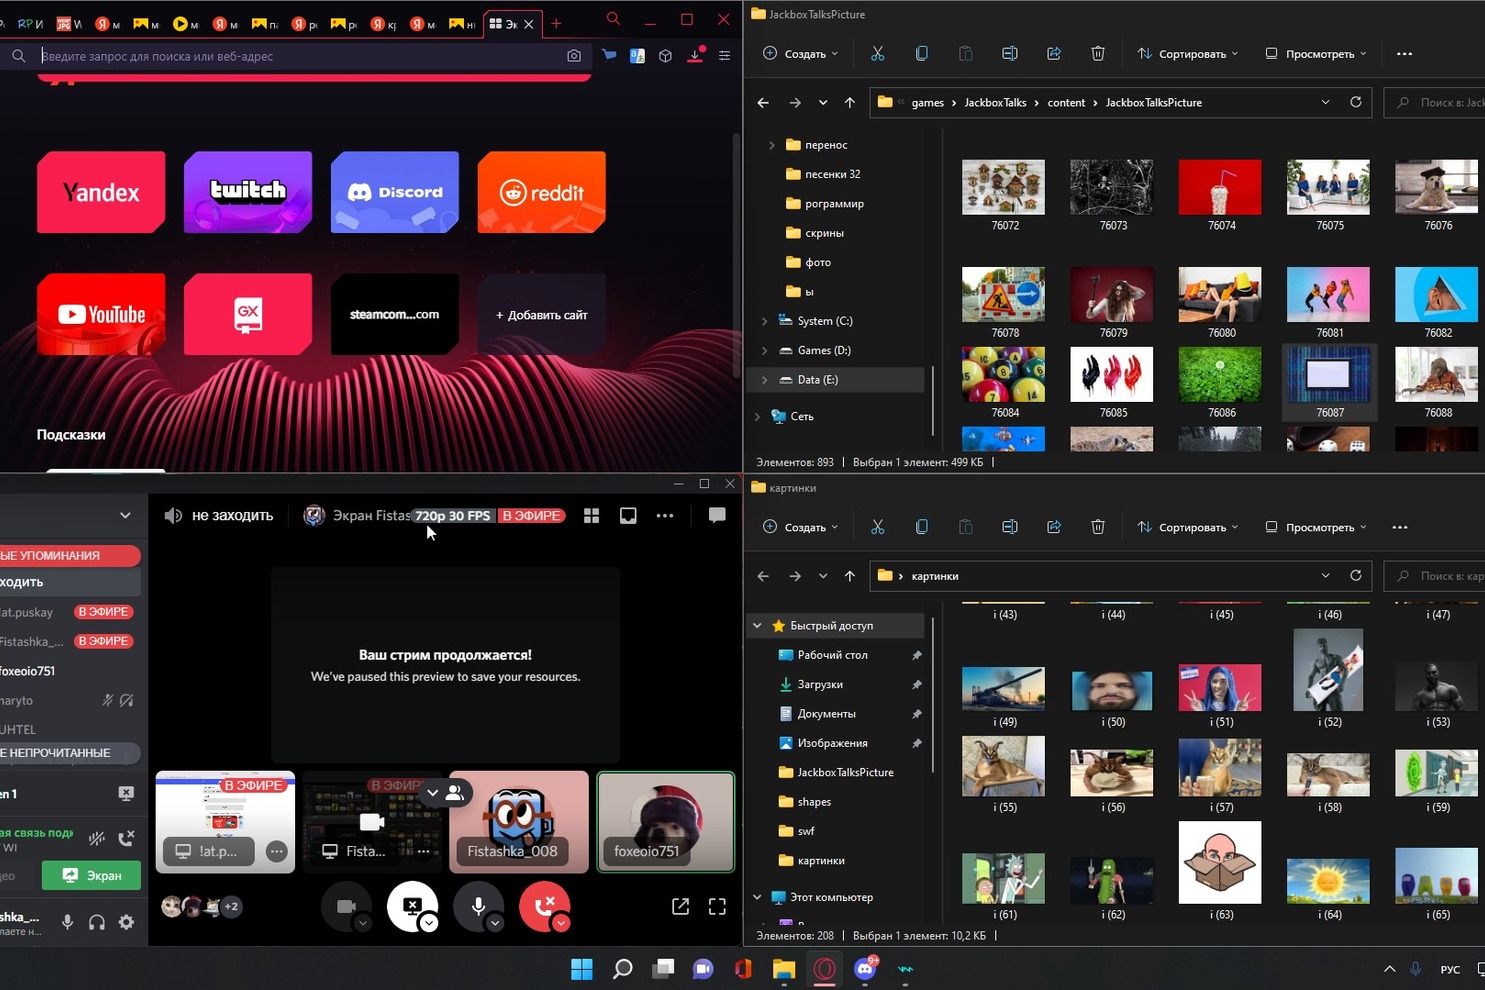 Эк
Введите запрос для поиска или веб-адрес
Yandex
twitch
Discord
reddit
YouTube
GX
steamcom...com
+ Добавить сайт
Подсказки
JackboxTalksPicture
Создать
Сортировать
Просмотреть
games
JackboxTalks
content
JackboxTalksPicture
Поиск в: Jack
перенос
песенки 32
рограммир
скрины
фото
ы
System (C:)
Games (D:)
Data (E:)
Сеть
76072
76073
76074
76075
76076
76078
76079
76080
76081
76082
76084
76085
76086
76087
76088
Элементов: 893
Выбран 1 элемент: 499 КБ
не заходить
Экран Fistas
720p 30 FPS
В ЭФИРЕ
ЫЕ УПОМИНАНИЯ
ходить
!at.puskay
В ЭФИРЕ
Fistashka_...
В ЭФИРЕ
foxeoio751
maryto
UHTEL
Е НЕПРОЧИТАННЫЕ
en 1
ая связь подк
WI
део
Экран
shka_...
лаете н...
Ваш стрим продолжается!
We've paused this preview to save your resources.
В ЭФИРЕ
!at.p...
В ЭФИРЕ
Fista...
Fistashka_008
foxeoio751
+2
картинки
Создать
Сортировать
Просмотреть
картинки
Поиск в: кар
Быстрый доступ
Рабочий стол
Загрузки
Документы
Изображения
JackboxTalksPicture
shapes
swf
картинки
Этот компьютер
i (43)
i (44)
i (45)
i (46)
i (47)
i (49)
i (50)
i (51)
i (52)
i (53)
i (55)
i (56)
i (57)
i (58)
i (59)
i (61)
i (62)
i (63)
i (64)
i (65)
Элементов: 208
Выбран 1 элемент: 10,2 КБ
9+
РУС